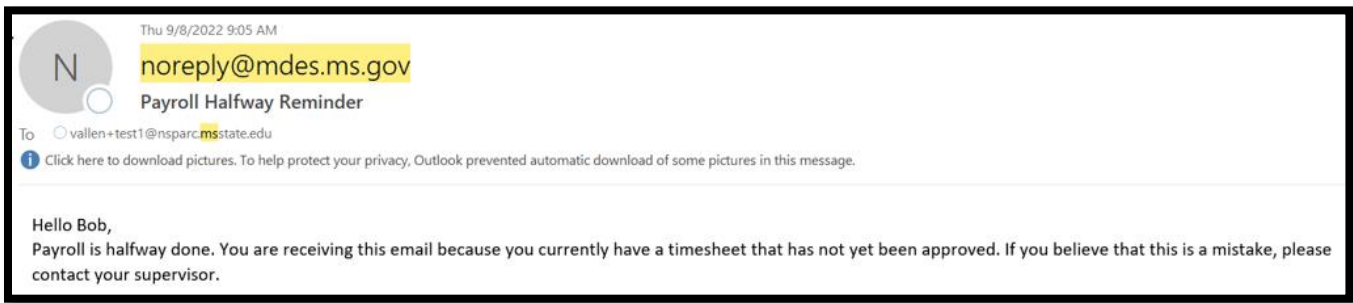 Thu 9/8/2022 9:05 AM
N
noreply@mdes.ms.gov
Payroll Halfway Reminder
To vallen+test1@nsparc.msstate.edu
i Click here to download pictures. To help protect your privacy, Outlook prevented automatic download of some pictures in this message.
Hello Bob,
Payroll is halfway done. You are receiving this email because you currently have a timesheet that has not yet been approved. If you believe that this is a mistake, please
contact your supervisor.